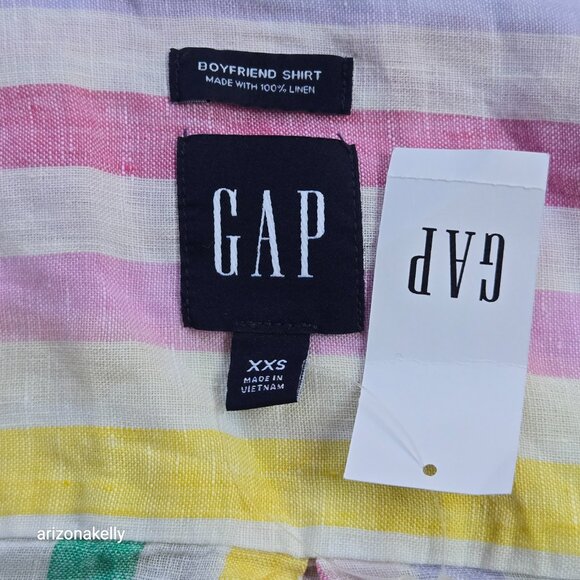 BOYFRIEND SHIRT
MADE WITH 100% LINEN
GAP
GAP
XXS
MADE IN
VIETNAM
arizonakelly